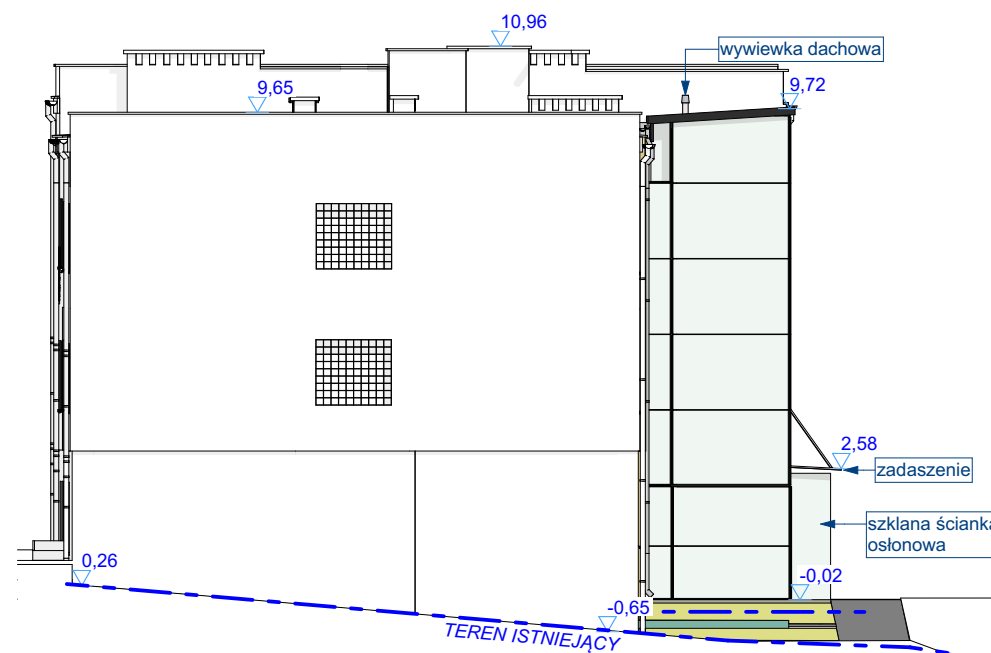 10,96
wywiewka dachowa
9,65
9,72
2,58
zadaszenie
szklana ścianka
osłonowa
0,26
-0,02
-0,65
TEREN ISTNIEJĄCY